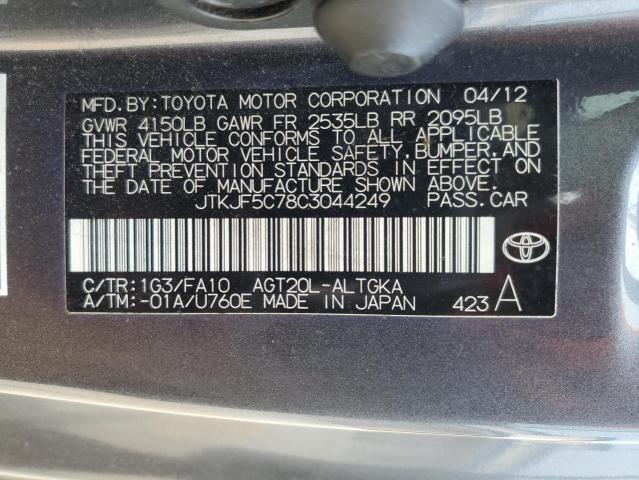 MFD.BY:TOYOTA MOTOR CORPORATION 04/12
GVWR 4150LB GAWR FR 2535LB RR 2095LB
THIS VEHICLE CONFORMS TO ALL APPLICABLE
FEDERAL MOTOR VEHICLE SAFETY,BUMPER,AND
THEFT PREVENTION STANDARDS IN EFFECT ON
THE DATE OF MANUFACTURE SHOWN ABOVE.
JTKJF5C78C3044249 PASS.CAR
C/TR:1G3/FA10 AGT20L-ALTGKA
A/TM:-01A/U760E MADE IN JAPAN 423 A